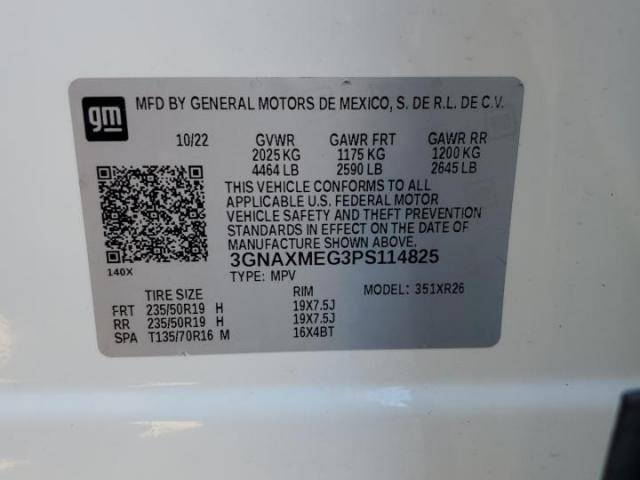 gm
MFD BY GENERAL MOTORS DE MEXICO, S. DE R.L. DE C.V.
10/22 GVWR GAWR FRT GAWR RR
2025 KG 1175 KG 1200 KG
4464 LB 2590 LB 2645 LB
THIS VEHICLE CONFORMS TO ALL
APPLICABLE U.S. FEDERAL MOTOR
VEHICLE SAFETY AND THEFT PREVENTION
STANDARDS IN EFFECT ON THE DATE OF
MANUFACTURE SHOWN ABOVE.
140X
3GNAXMEG3PS114825
TYPE: MPV
TIRE SIZE RIM MODEL: 351XR26
FRT 235/50R19 H 19X7.5J
RR 235/50R19 H 19X7.5J
SPA T135/70R16 M 16X4BT